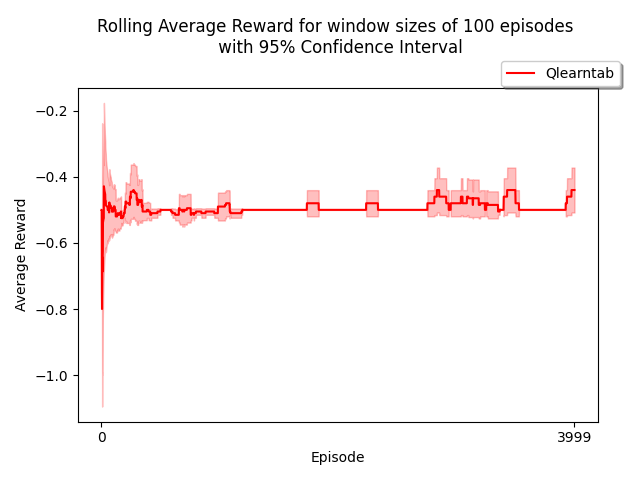 Rolling Average Reward for window sizes of 100 episodes
with 95% Confidence Interval
Qlearntab
−0.2
−0.4
−0.6
−0.8
−1.0
Average Reward
0
3999
Episode